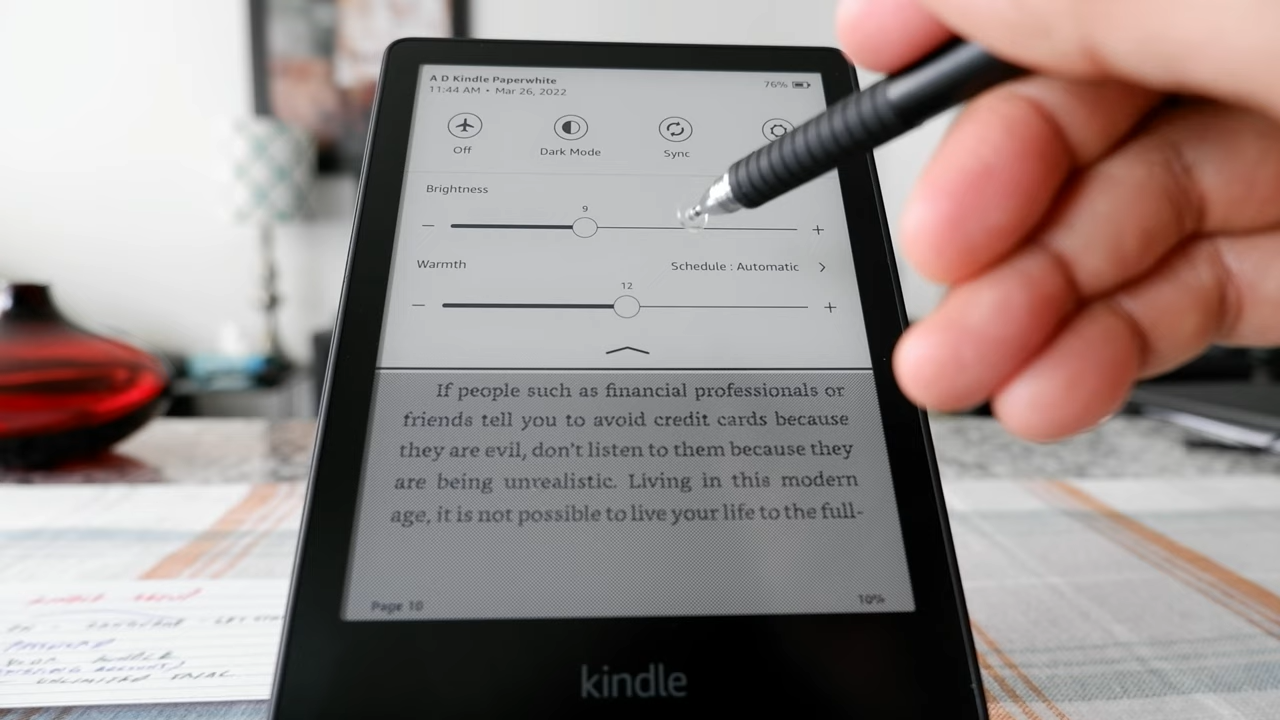 A D Kindle Paperwhite
76%
11:44 AM • Mar 26, 2022
Off
Dark Mode
Sync
Brightness
9
Warmth
Schedule : Automatic
12
If people such as financial professionals or
friends tell you to avoid credit cards because
they are evil, don't listen to them because they
are being unrealistic. Living in this modern
age, it is not possible to live your life to the full-
Page 10
10%
kindle
UNLIMITED TRIAL